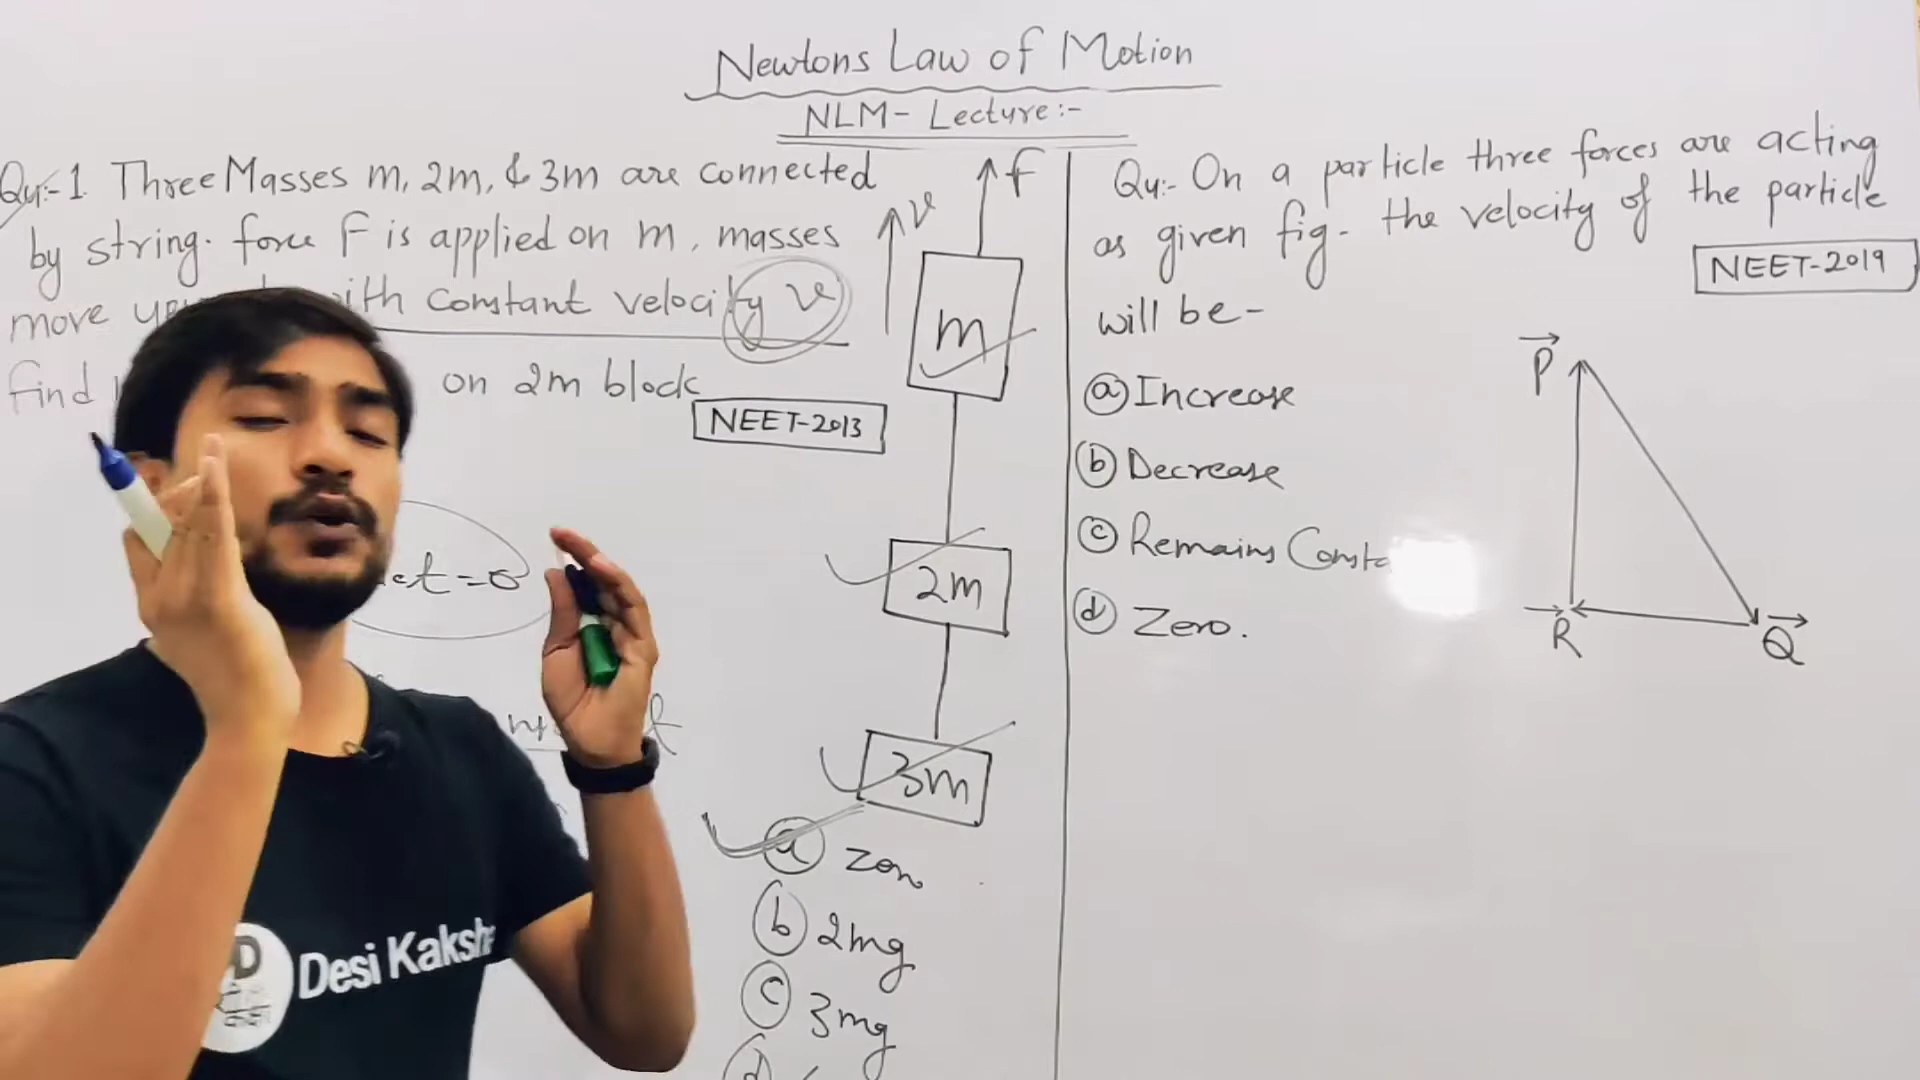 Newtons Law of Motion
NLM- Lecture:-
Qu:-1. Three Masses m, 2m, & 3m are connected
by string. force F is applied on m, masses
move with constant velocity v
find on 2m block
NEET-2013
= 0
v
F
m
2m
3m
(a) Zero
(b) 2mg
(c) 3mg
(d)
Qu:- On a particle three forces are acting
as given fig- the velocity of the particle
will be-
NEET-2019
(a) Increase
(b) Decrease
(c) Remains
(d) Zero.
P
R
Q
Desi Kaksha